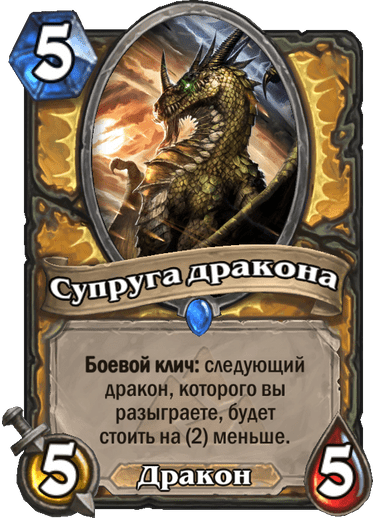 5
Супруга дракона
Боевой клич: следующий
дракон, которого вы
разыграете, будет
стоить на (2) меньше.
5
Дракон
5